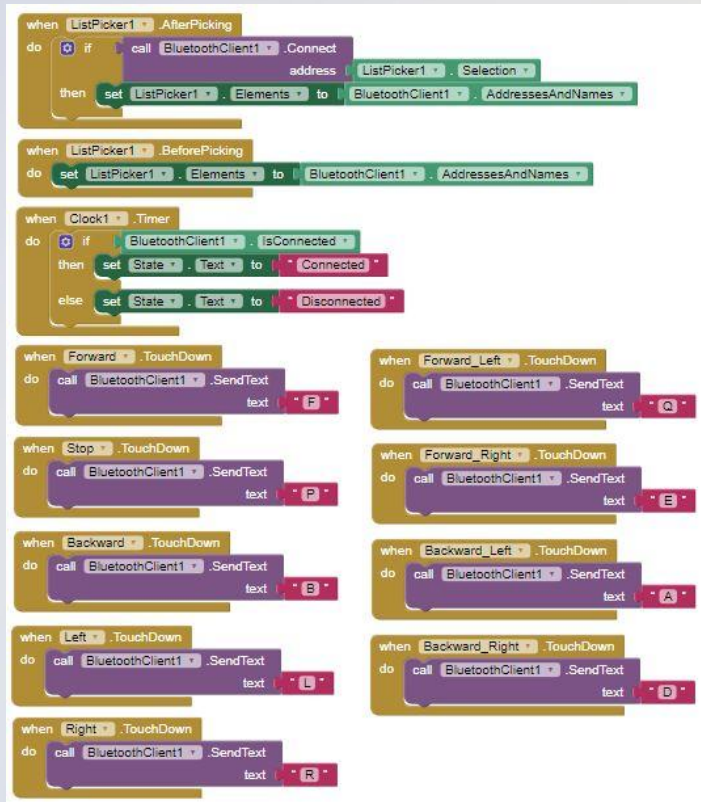 when ListPicker1 .AfterPicking
do if call BluetoothClient1 .Connect
address ListPicker1 . Selection
then set ListPicker1 . Elements to BluetoothClient1 . AddressesAndNames
when ListPicker1 .BeforePicking
do set ListPicker1 . Elements to BluetoothClient1 . AddressesAndNames
when Clock1 .Timer
do if BluetoothClient1 . IsConnected
then set State . Text to " Connected "
else set State . Text to " Disconnected "
when Forward .TouchDown
do call BluetoothClient1 .SendText
text " F "
when Stop .TouchDown
do call BluetoothClient1 .SendText
text " P "
when Backward .TouchDown
do call BluetoothClient1 .SendText
text " B "
when Left .TouchDown
do call BluetoothClient1 .SendText
text " L "
when Right .TouchDown
do call BluetoothClient1 .SendText
text " R "
when Forward_Left .TouchDown
do call BluetoothClient1 .SendText
text " Q "
when Forward_Right .TouchDown
do call BluetoothClient1 .SendText
text " E "
when Backward_Left .TouchDown
do call BluetoothClient1 .SendText
text " A "
when Backward_Right .TouchDown
do call BluetoothClient1 .SendText
text " D "